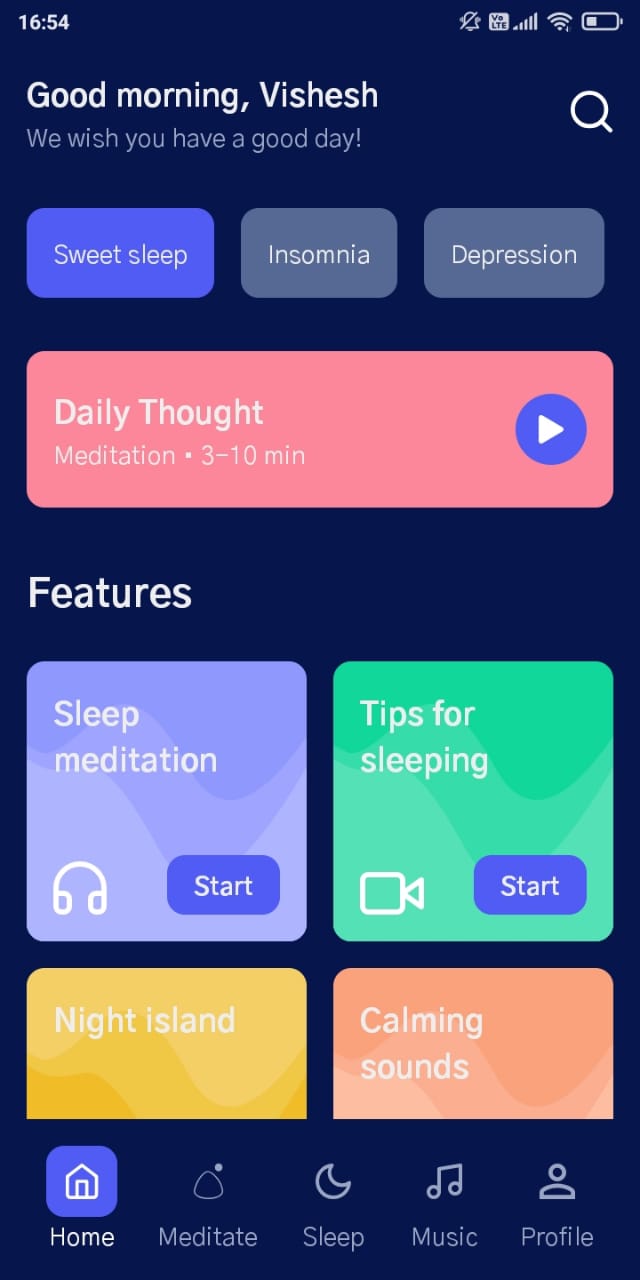 16:54
Vo LTE
Good morning, Vishesh
We wish you have a good day!
Sweet sleep
Insomnia
Depression
Daily Thought
Meditation • 3-10 min
Features
Sleep
meditation
Start
Tips for
sleeping
Start
Night island
Calming
sounds
Home
Meditate
Sleep
Music
Profile